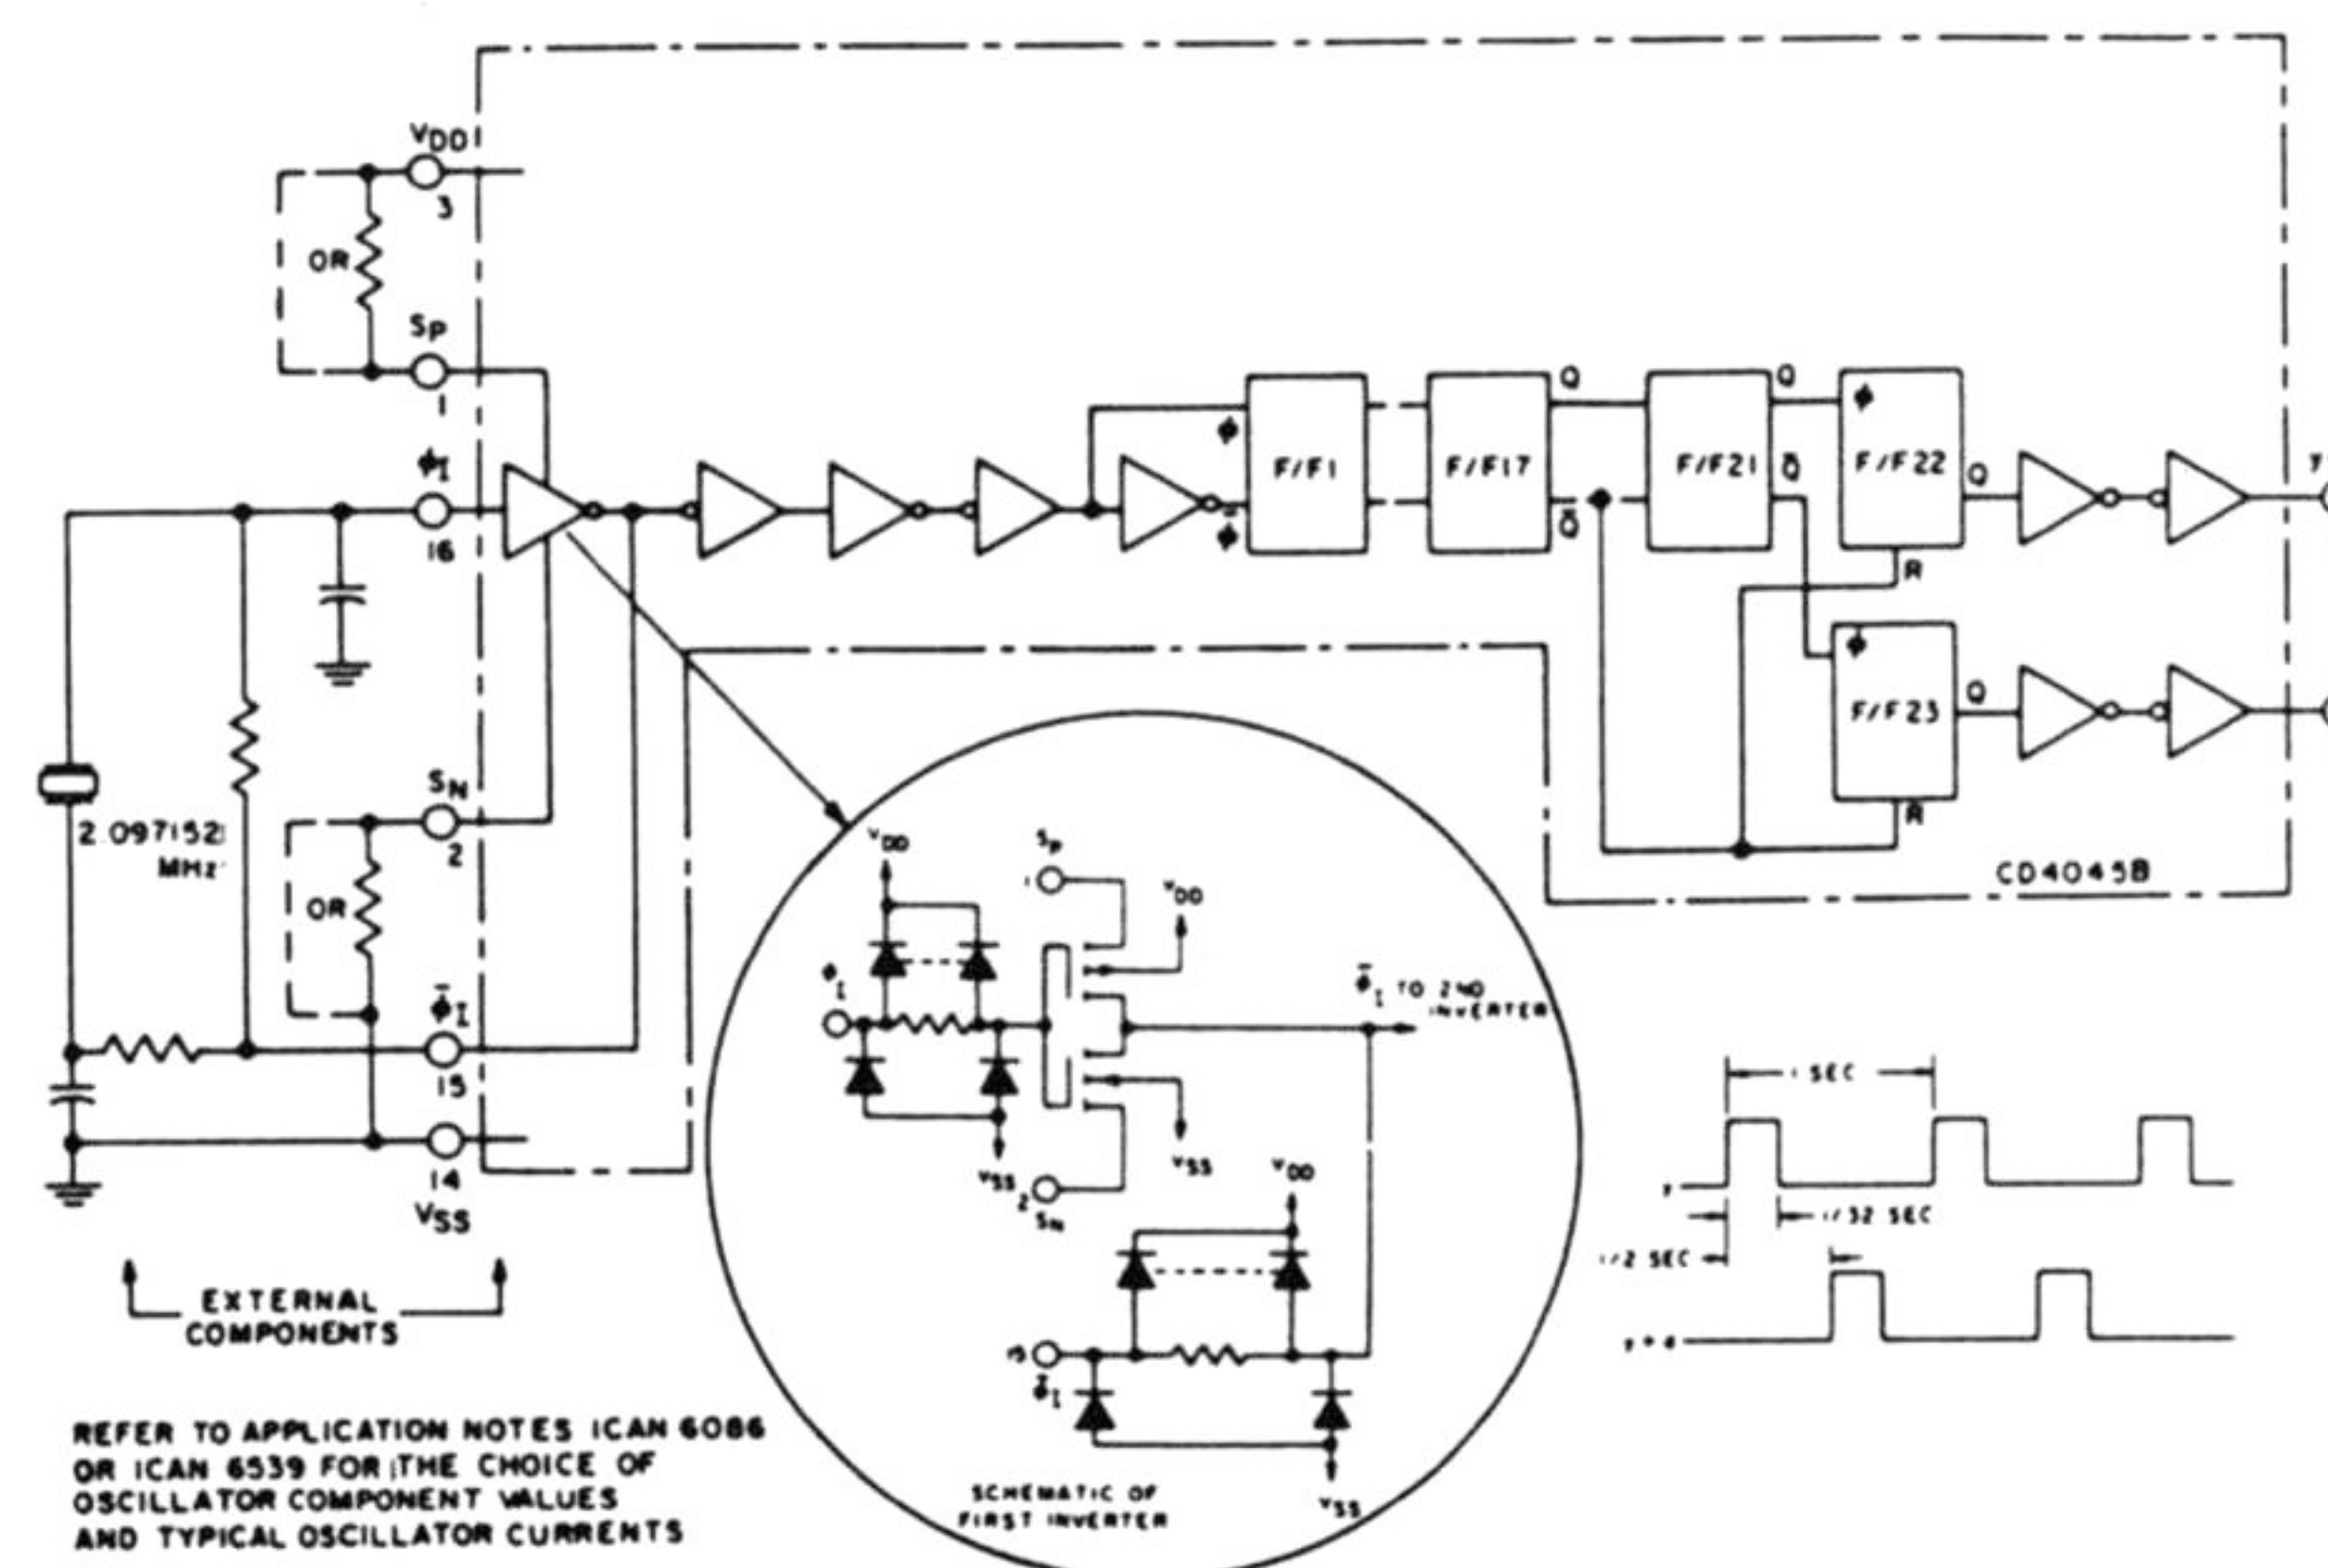 VDD
3
OR
SP
1
ΦI
16
SN
2
2.097152
MHz
OR
Φ̄I
15
14
VSS
EXTERNAL
COMPONENTS
REFER TO APPLICATION NOTES ICAN 6086
OR ICAN 6539 FOR THE CHOICE OF
OSCILLATOR COMPONENT VALUES
AND TYPICAL OSCILLATOR CURRENTS
Φ
F/F1
Φ̄
F/F17
Q
Q̄
F/F21
Q
Q̄
Φ
F/F22
Q
R
Φ
F/F23
Q
R
CD4045B
VDD
SP
1
VDD
ΦI
Φ̄I TO 2ND
INVERTER
VSS
2
SN
VSS
VDD
15
Φ̄I
VSS
SCHEMATIC OF
FIRST INVERTER
1 SEC
y
1/32 SEC
1/2 SEC
y + d